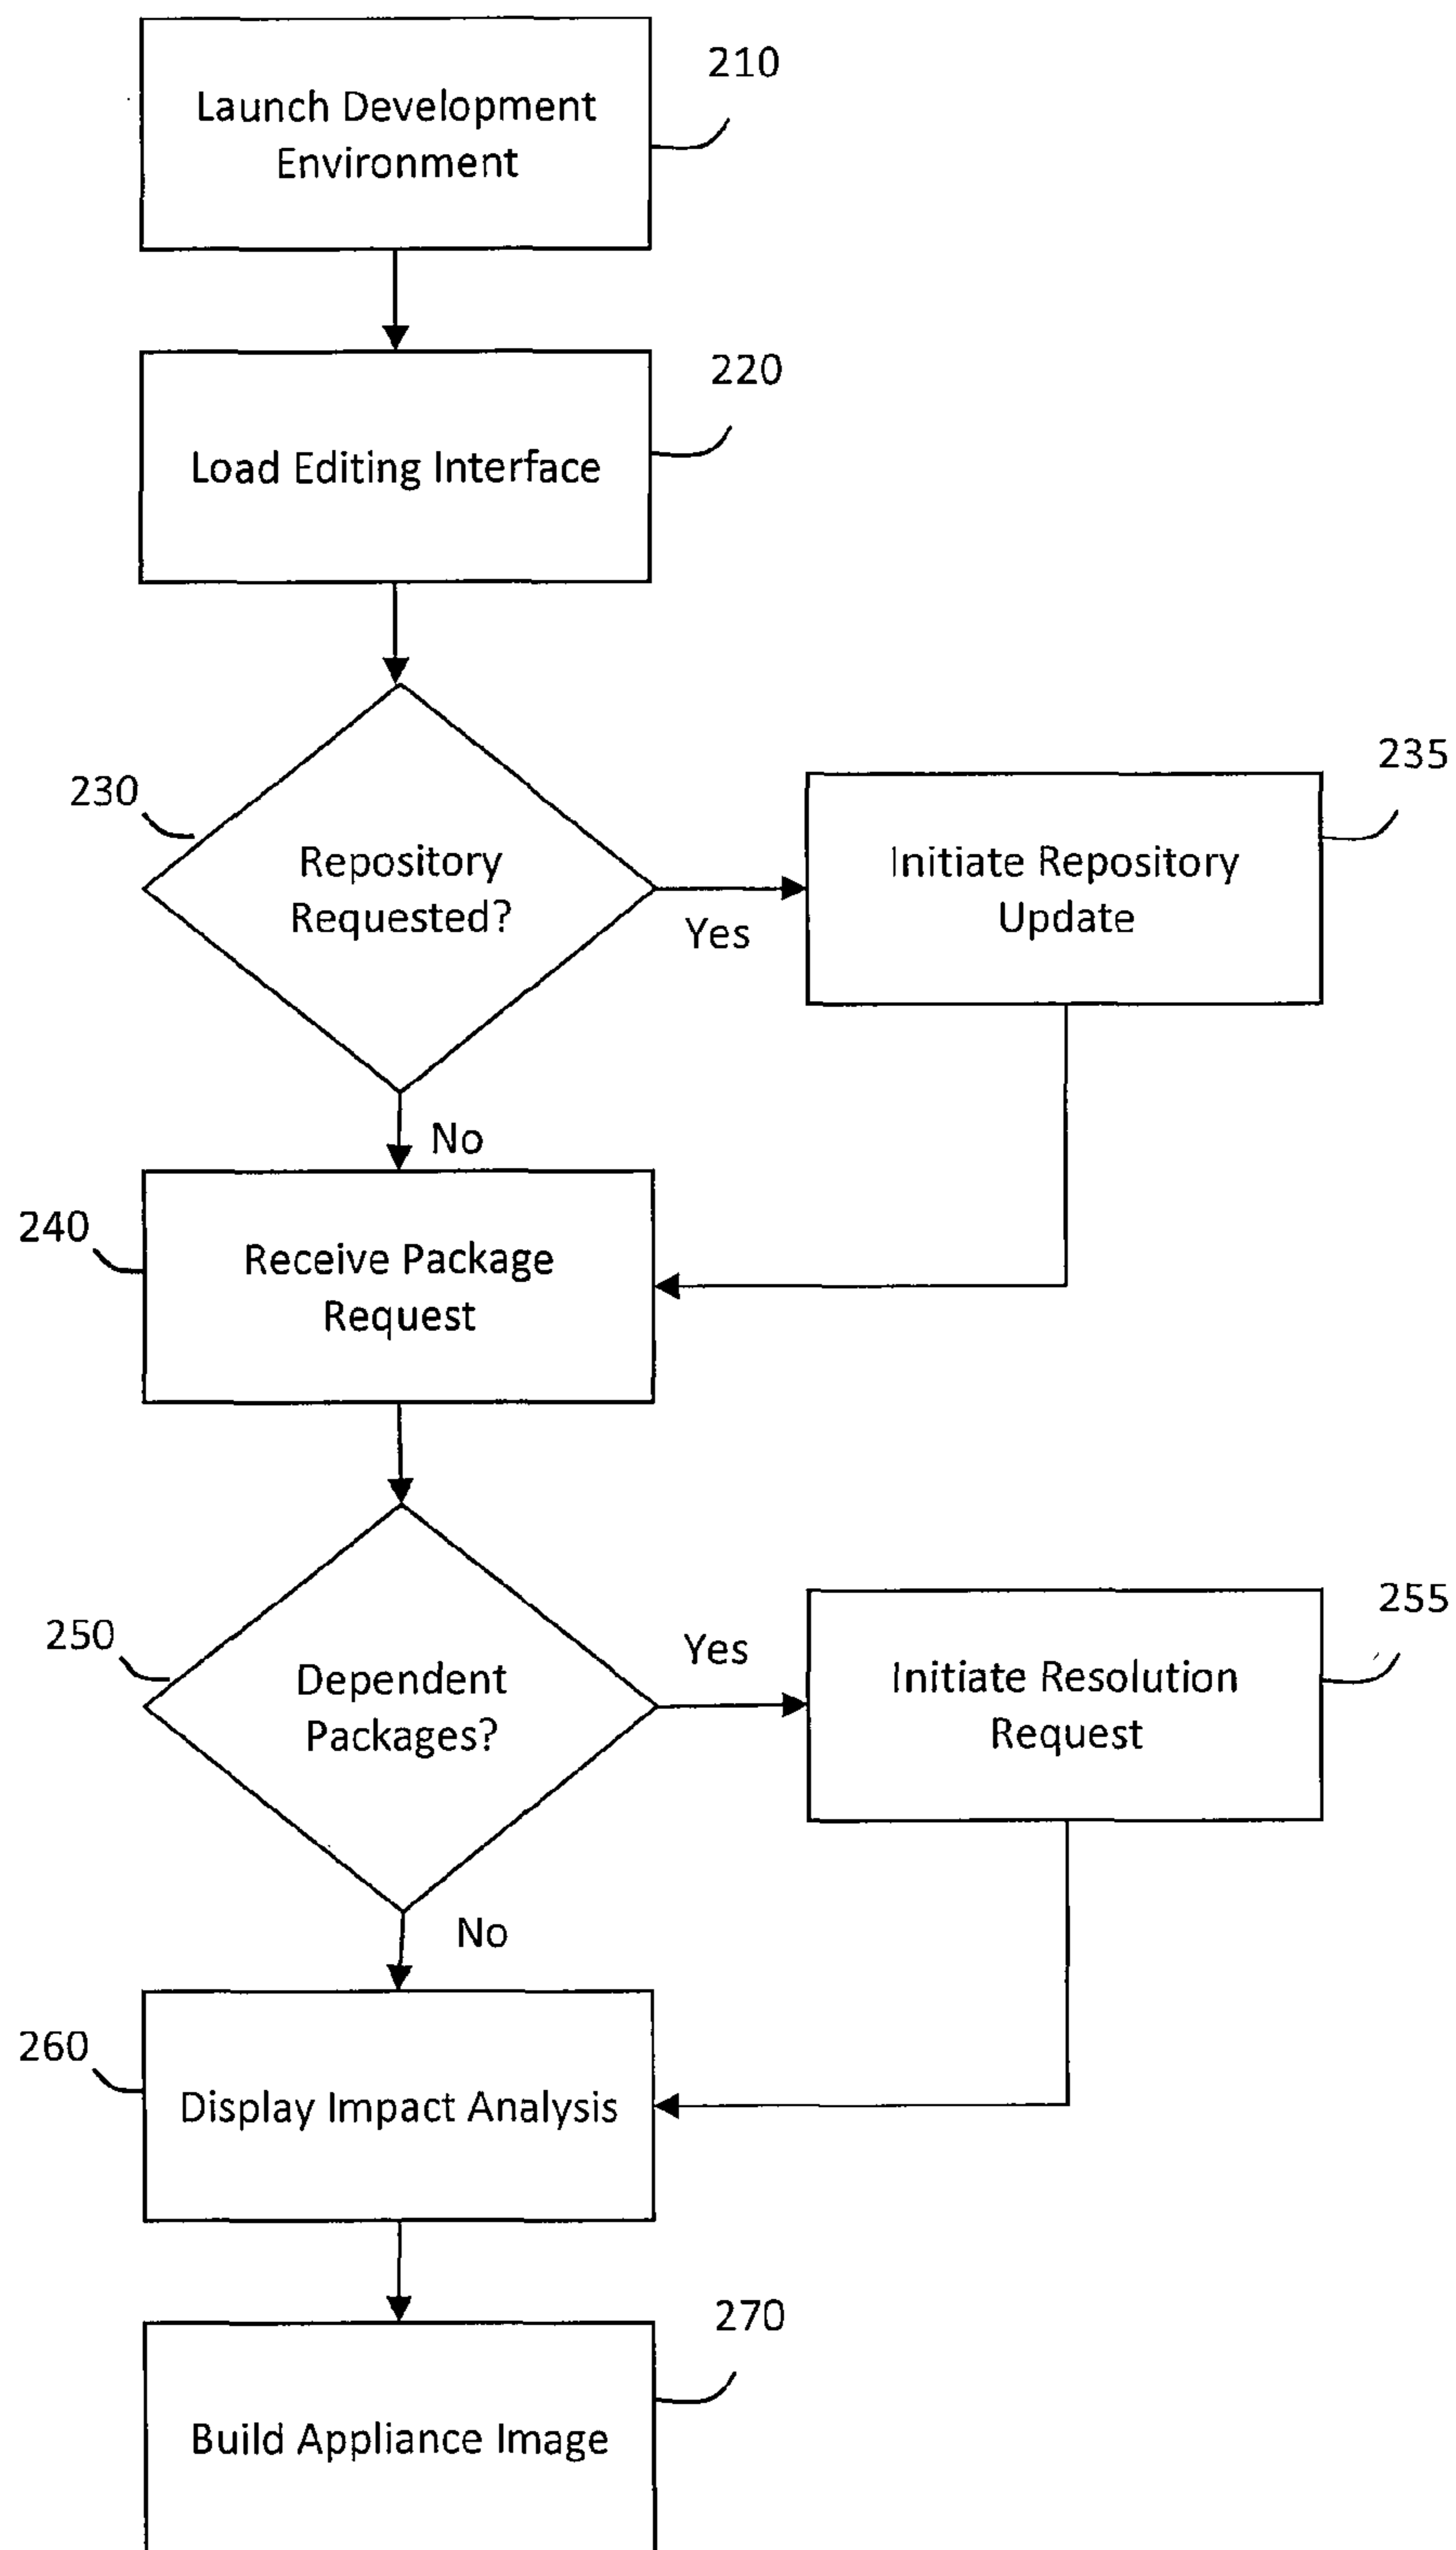 210
Launch Development
Environment
220
Load Editing Interface
230
Repository
Requested?
Yes
235
Initiate Repository
Update
No
240
Receive Package
Request
250
Dependent
Packages?
Yes
255
Initiate Resolution
Request
No
260
Display Impact Analysis
270
Build Appliance Image